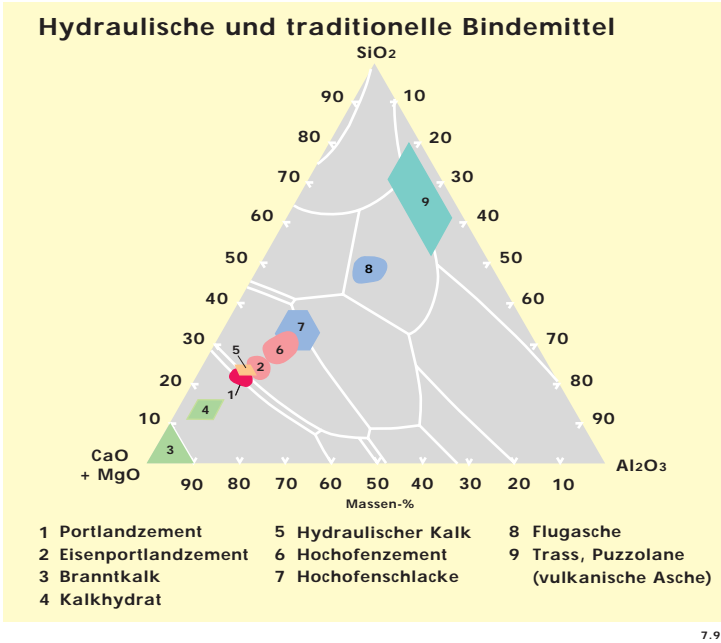 Hydraulische und traditionelle Bindemittel
SiO₂
90 10
80 20
70 30
9
60 40
50 50
8
40 60
7
30 70
5 6
2
20 80
1
4
10 90
3
CaO
+ MgO
Al₂O₃
90 80 70 60 50 40 30 20 10
Massen-%
1 Portlandzement
2 Eisenportlandzement
3 Branntkalk
4 Kalkhydrat
5 Hydraulischer Kalk
6 Hochofenzement
7 Hochofenschlacke
8 Flugasche
9 Trass, Puzzolane
(vulkanische Asche)
7.9